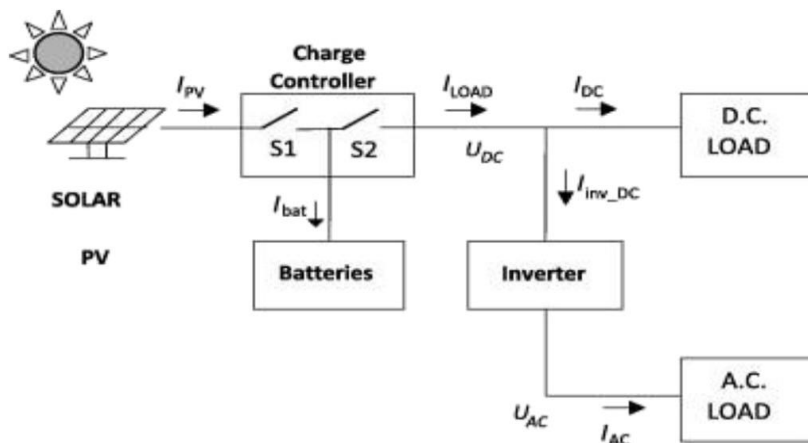 Charge
Controller
I_PV
I_LOAD
I_DC
D.C.
LOAD
S1
S2
U_DC
SOLAR
PV
I_bat
I_inv_DC
Batteries
Inverter
A.C.
LOAD
U_AC
I_AC